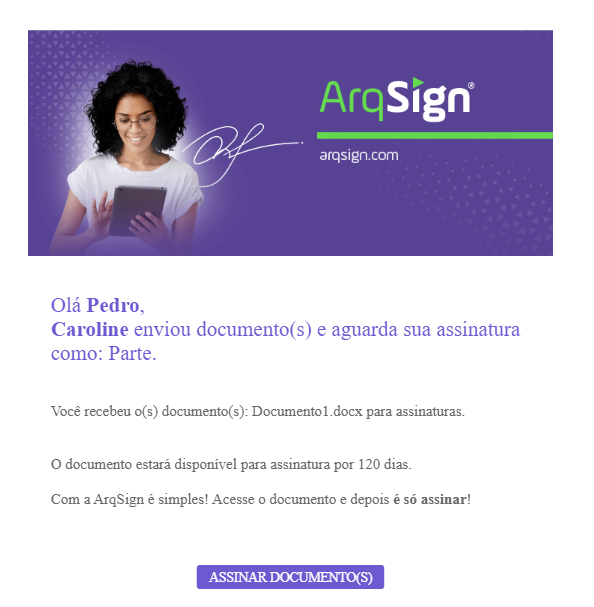 ArqSign®
arqsign.com
Olá Pedro,
Caroline enviou documento(s) e aguarda sua assinatura
como: Parte.
Você recebeu o(s) documento(s): Documento1.docx para assinaturas.
O documento estará disponível para assinatura por 120 dias.
Com a ArqSign é simples! Acesse o documento e depois é só assinar!
ASSINAR DOCUMENTO(S)